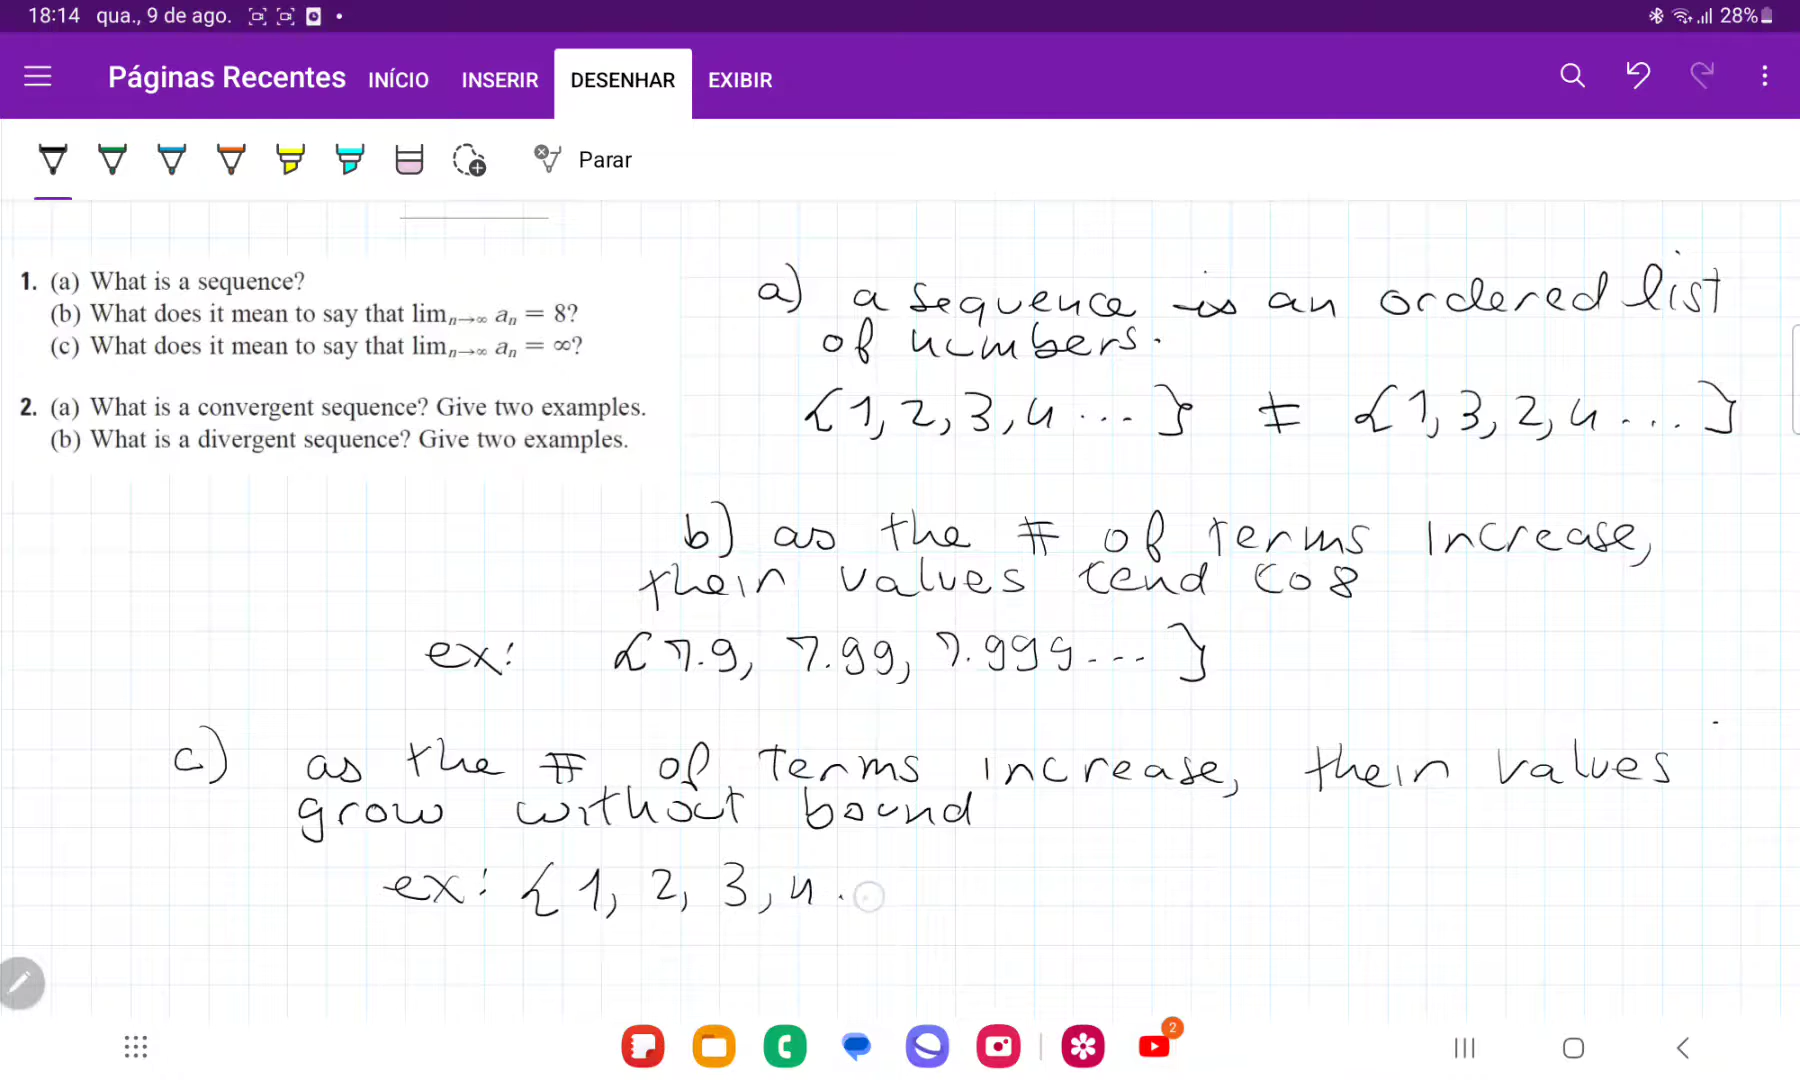 18:14 qua., 9 de ago. • 28%
Páginas Recentes INÍCIO INSERIR DESENHAR EXIBIR
Parar
1. (a) What is a sequence?
(b) What does it mean to say that limₙ→∞ aₙ = 8?
(c) What does it mean to say that limₙ→∞ aₙ = ∞?
2. (a) What is a convergent sequence? Give two examples.
(b) What is a divergent sequence? Give two examples.
a) a sequence is an ordered list
of numbers.
{1, 2, 3, 4 ... } ≠ {1, 3, 2, 4 ... }
b) as the # of terms increase,
their values tend to 8
ex: {7.9, 7.99, 7.999 ... }
c) as the # of terms increase, their values
grow without bound
ex: {1, 2, 3, 4 ..
2